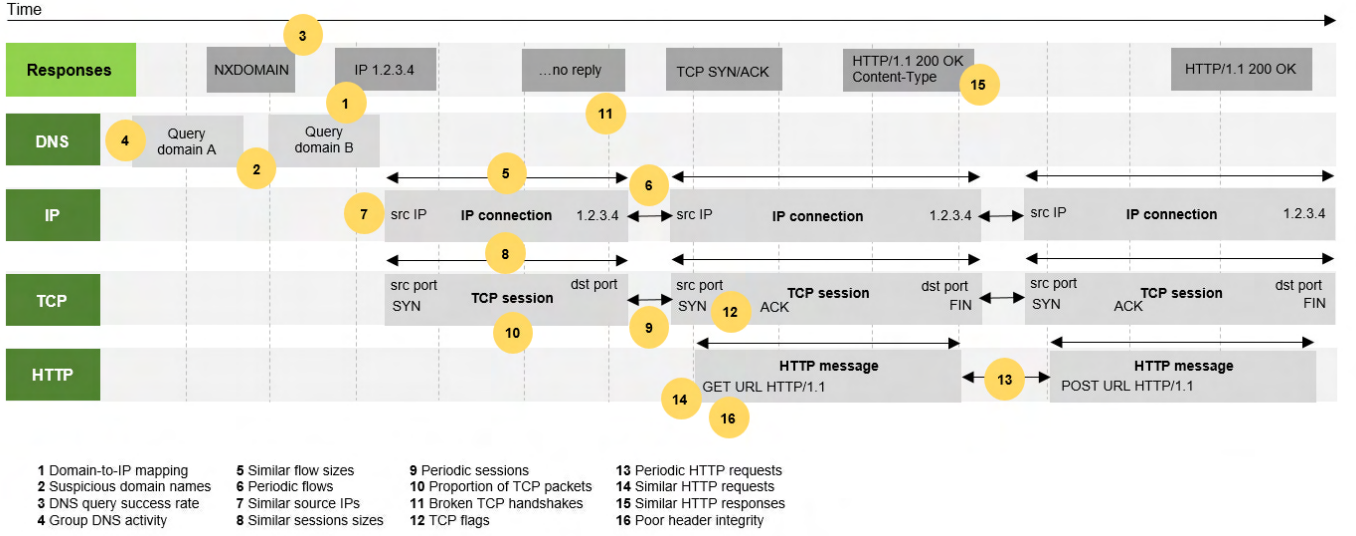 Time
3
Responses
NXDOMAIN
IP 1.2.3.4
…no reply
TCP SYN/ACK
HTTP/1.1 200 OK
Content-Type
HTTP/1.1 200 OK
15
1
11
DNS
4
Query
domain A
Query
domain B
2
5
6
IP
7
src IP
IP connection
1.2.3.4
src IP
IP connection
1.2.3.4
src IP
IP connection
1.2.3.4
8
TCP
src port
SYN
TCP session
dst port
src port
SYN
12
ACK
TCP session
dst port
FIN
src port
SYN
ACK
TCP session
dst port
FIN
10
9
HTTP
HTTP message
GET URL HTTP/1.1
13
HTTP message
POST URL HTTP/1.1
14
16
1 Domain-to-IP mapping
2 Suspicious domain names
3 DNS query success rate
4 Group DNS activity
5 Similar flow sizes
6 Periodic flows
7 Similar source IPs
8 Similar sessions sizes
9 Periodic sessions
10 Proportion of TCP packets
11 Broken TCP handshakes
12 TCP flags
13 Periodic HTTP requests
14 Similar HTTP requests
15 Similar HTTP responses
16 Poor header integrity